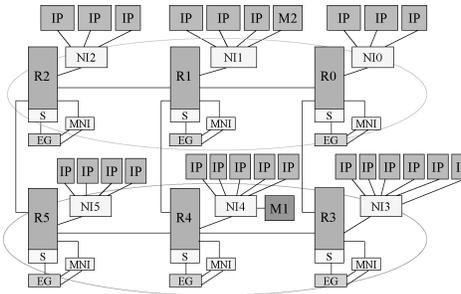 IP IP IP IP IP IP M2 IP IP IP
NI2 NI1 NI0
R2 R1 R0
S S S
MNI MNI MNI
EG EG EG
IP IP IP IP IP IP IP IP IP IP IP IP IP IP
NI5 NI4 M1 NI3
R5 R4 R3
S S S
MNI MNI MNI
EG EG EG